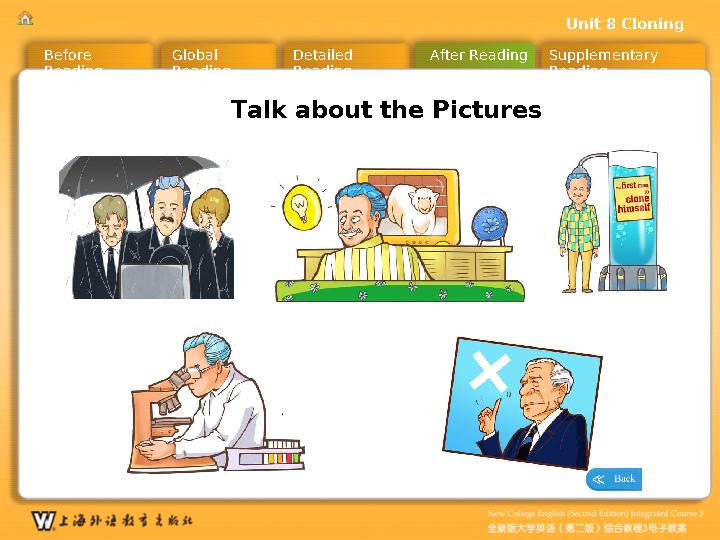 Unit 8 Cloning
Before Reading
Global Reading
Detailed Reading
After Reading
Supplementary Reading
Talk about the Pictures
first man
to
clone
himself
Back
W 上海外语教育出版社
New College English (Second Edition) Integrated Course 3
全新版大学英语（第二版）综合教程3电子教案